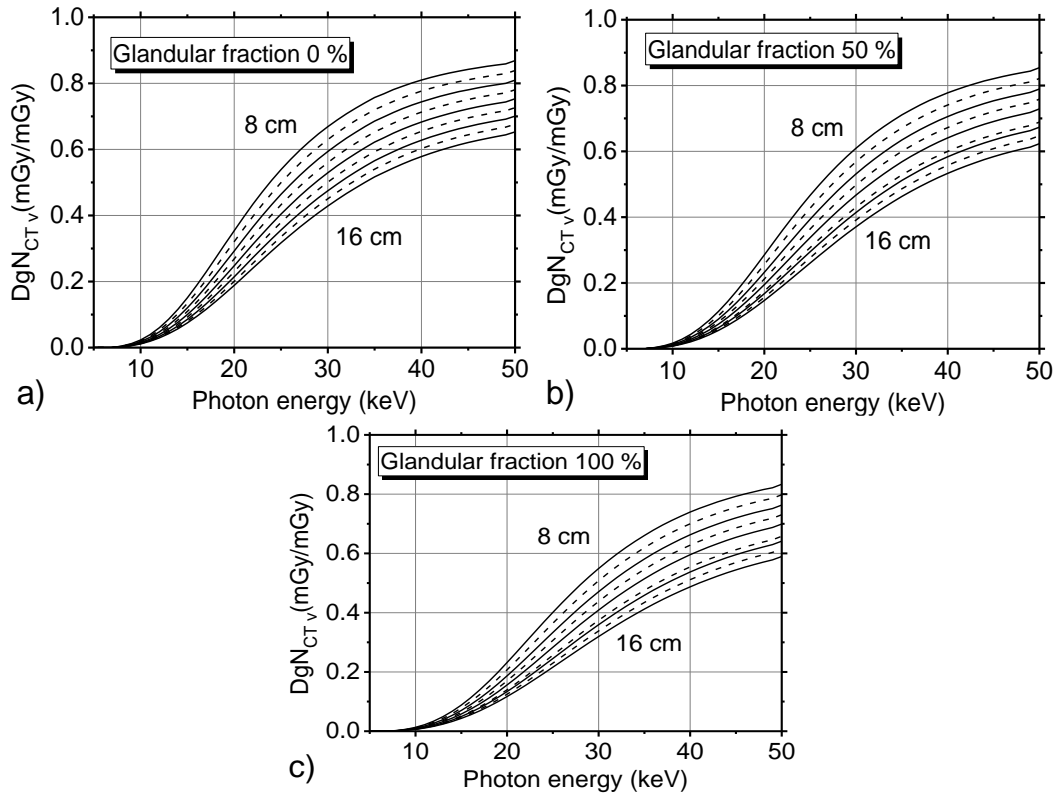 1.0
0.8
0.6
0.4
0.2
0.0
DgN_CT v(mGy/mGy)
Glandular fraction 0 %
8 cm
16 cm
10 20 30 40 50
Photon energy (keV)
a)
1.0
0.8
0.6
0.4
0.2
0.0
DgN_CT v(mGy/mGy)
Glandular fraction 50 %
8 cm
16 cm
10 20 30 40 50
Photon energy (keV)
b)
1.0
0.8
0.6
0.4
0.2
0.0
DgN_CT v(mGy/mGy)
Glandular fraction 100 %
8 cm
16 cm
10 20 30 40 50
Photon energy (keV)
c)